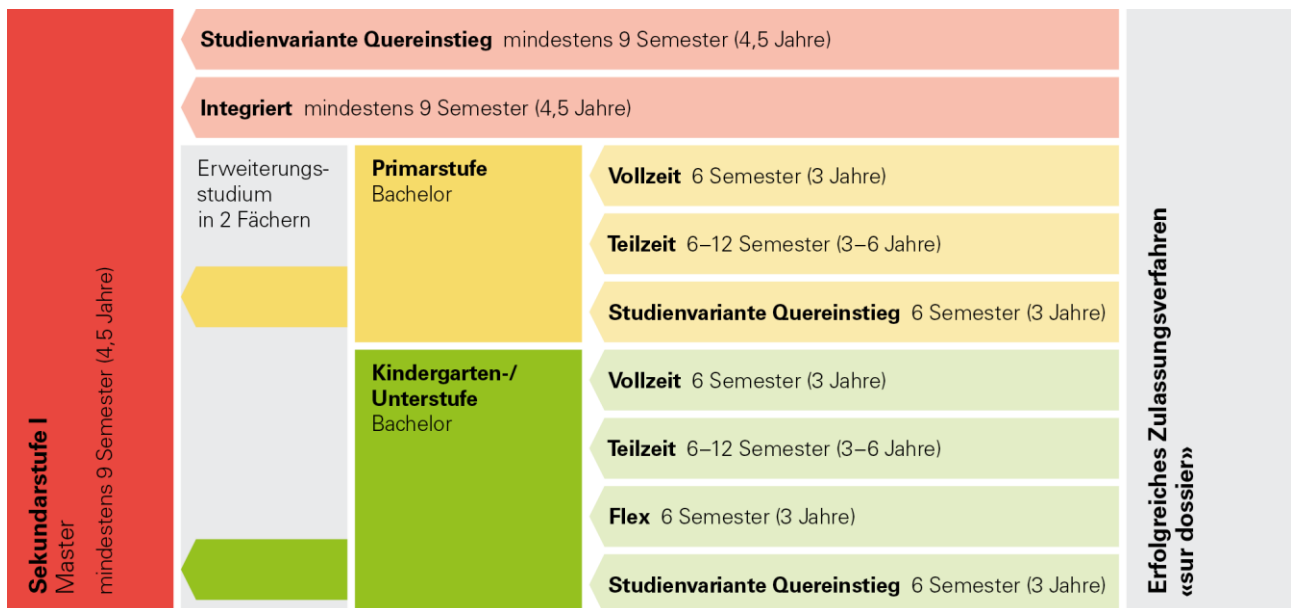 Studienvariante Quereinstieg mindestens 9 Semester (4,5 Jahre)
Integriert mindestens 9 Semester (4,5 Jahre)
Sekundarstufe I
Master
mindestens 9 Semester (4,5 Jahre)
Erweiterungs-
studium
in 2 Fächern
Primarstufe
Bachelor
Vollzeit 6 Semester (3 Jahre)
Teilzeit 6–12 Semester (3–6 Jahre)
Studienvariante Quereinstieg 6 Semester (3 Jahre)
Kindergarten-/
Unterstufe
Bachelor
Vollzeit 6 Semester (3 Jahre)
Teilzeit 6–12 Semester (3–6 Jahre)
Flex 6 Semester (3 Jahre)
Studienvariante Quereinstieg 6 Semester (3 Jahre)
Erfolgreiches Zulassungsverfahren
«sur dossier»